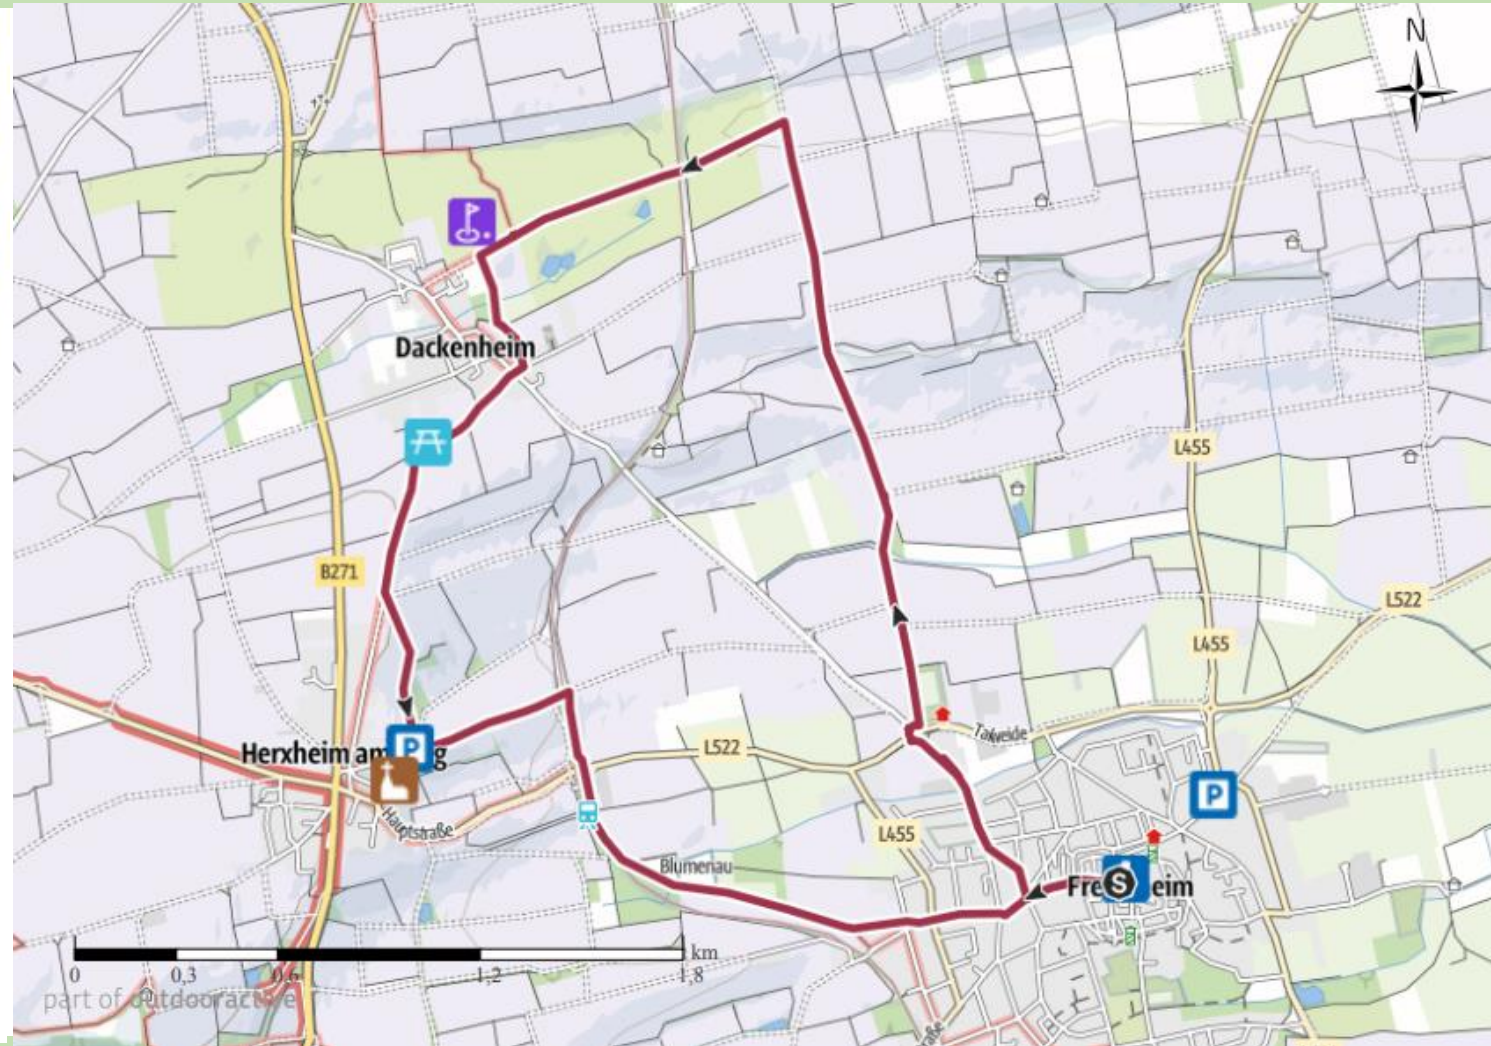 N
Dackenheim
L455
B271
L522
L455
Herxheim am
g
L522
Hauptstraße
L455
Blumenau
Fre
eim
S
P
P
km
0
0,3
0,6
1,2
1,8
part of outdooractive